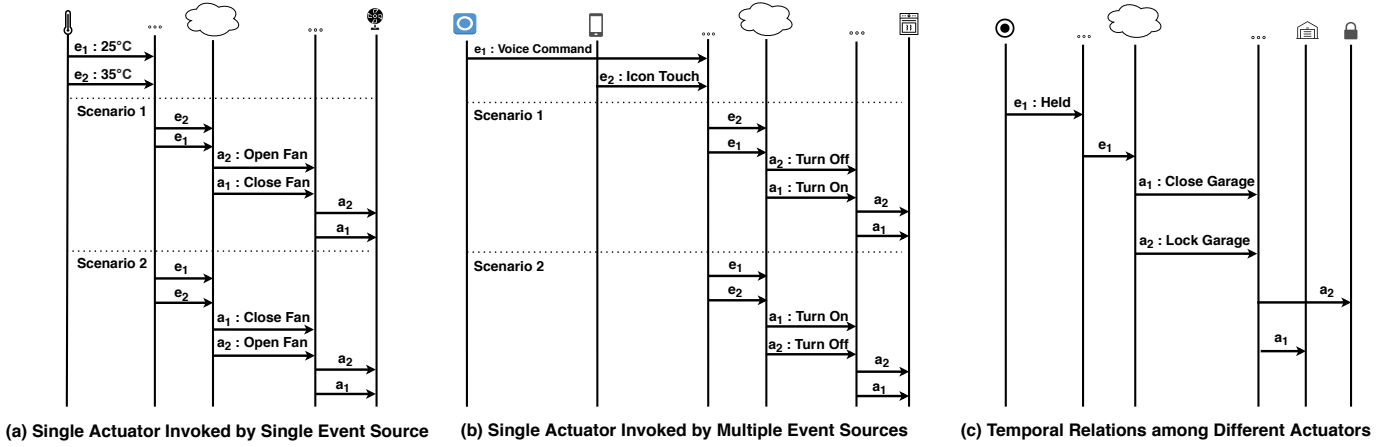 e1 : 25°C
e2 : 35°C
Scenario 1
e2
e1
a2 : Open Fan
a1 : Close Fan
a2
a1
Scenario 2
e1
e2
a1 : Close Fan
a2 : Open Fan
a2
a1
(a) Single Actuator Invoked by Single Event Source
e1 : Voice Command
e2 : Icon Touch
Scenario 1
e2
e1
a2 : Turn Off
a1 : Turn On
a2
a1
Scenario 2
e1
e2
a1 : Turn On
a2 : Turn Off
a2
a1
(b) Single Actuator Invoked by Multiple Event Sources
e1 : Held
e1
a1 : Close Garage
a2 : Lock Garage
a2
a1
(c) Temporal Relations among Different Actuators